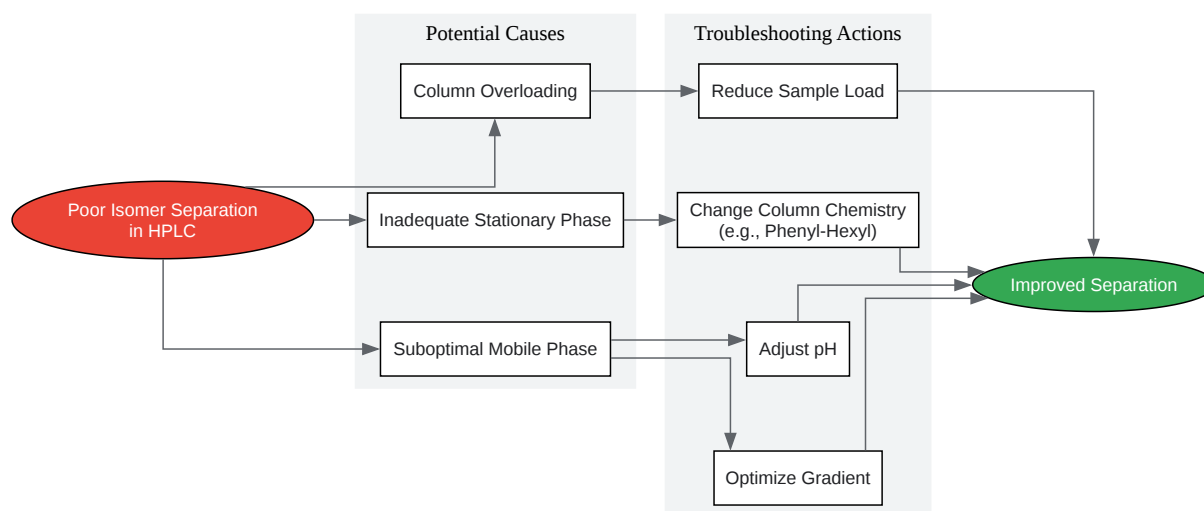 Potential Causes
Troubleshooting Actions
Column Overloading
Reduce Sample Load
Poor Isomer Separation
in HPLC
Inadequate Stationary Phase
Change Column Chemistry
(e.g., Phenyl-Hexyl)
Improved Separation
Suboptimal Mobile Phase
Adjust pH
Optimize Gradient